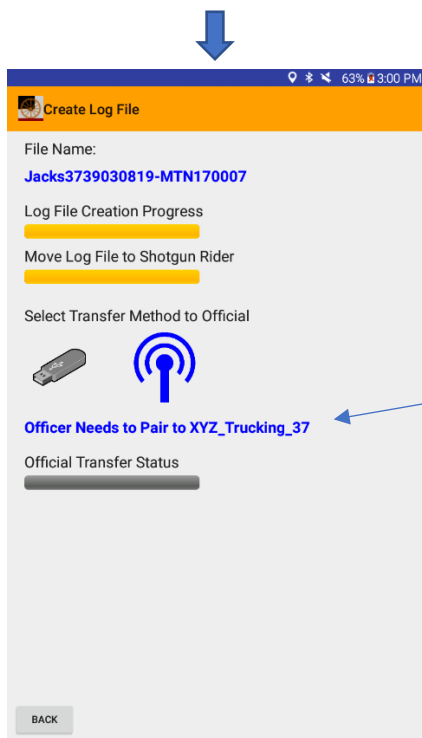 63% 3:00 PM
Create Log File
File Name:
Jacks3739030819-MTN170007
Log File Creation Progress
Move Log File to Shotgun Rider
Select Transfer Method to Official
Officer Needs to Pair to XYZ_Trucking_37
Official Transfer Status
BACK